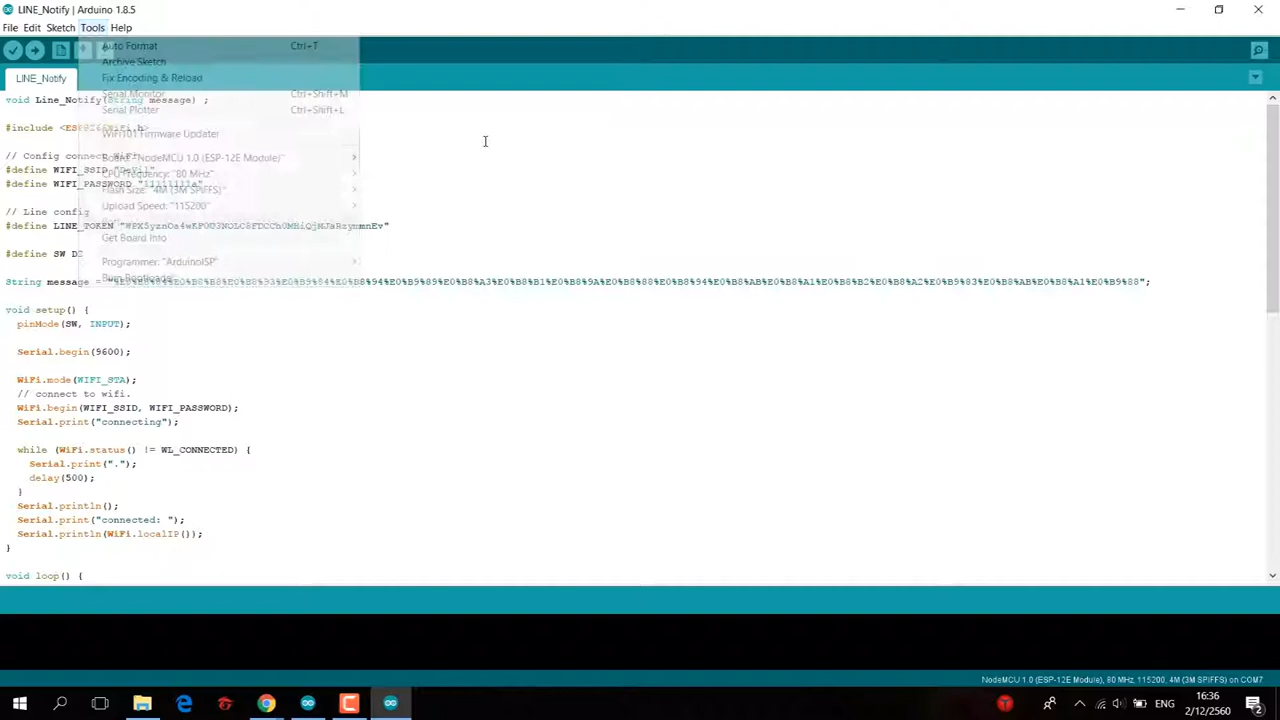 LINE_Notify | Arduino 1.8.5
File Edit Sketch Tools Help
Auto Format Ctrl+T
Archive Sketch
LINE_Notify
Fix Encoding & Reload
Serial Monitor Ctrl+Shift+M
void Line_Notify(String message) ;
Serial Plotter Ctrl+Shift+L
#include <ESP8266WiFi.h>
WiFi101 Firmware Updater
// Config connect WiFi
Board: "NodeMCU 1.0 (ESP-12E Module)"
#define WIFI_SSID
CPU Frequency: "80 MHz"
#define WIFI_PASSWORD
Flash Size: "4M (3M SPIFFS)"
Upload Speed: "115200"
// Line config
#define LINE_TOKEN
Get Board Info
#define SW D2
Programmer: "ArduinoISP"
Burn Bootloader
String message =
void setup() {
pinMode(SW, INPUT);
Serial.begin(9600);
WiFi.mode(WIFI_STA);
// connect to wifi.
WiFi.begin(WIFI_SSID, WIFI_PASSWORD);
Serial.print("connecting");
while (WiFi.status() != WL_CONNECTED) {
Serial.print(".");
delay(500);
}
Serial.println();
Serial.print("connected: ");
Serial.println(WiFi.localIP());
}
void loop() {
NodeMCU 1.0 (ESP-12E Module), 80 MHz, 115200, 4M (3M SPIFFS) on COM7
ENG
16:36
2/12/2560
2